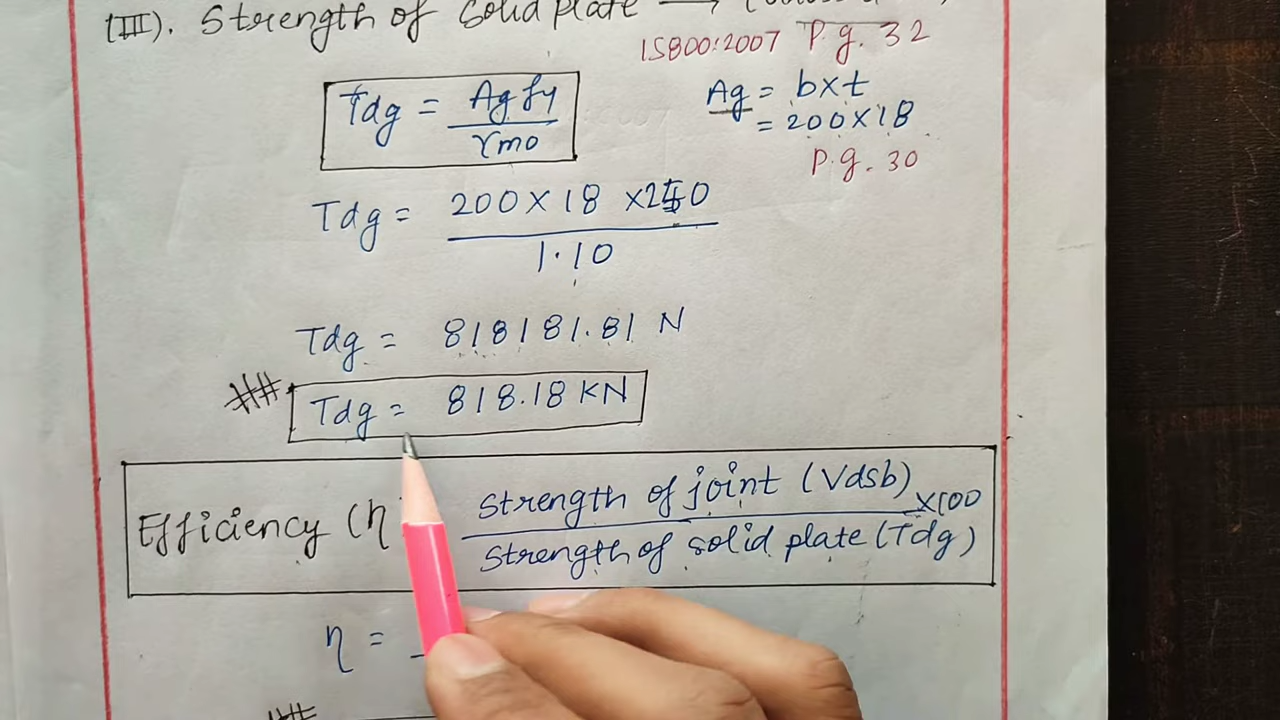 (III). Strength of solid plate →
IS800:2007 P.g. 32
Tdg = Ag fy / γmo
Ag = b×t
= 200×18
P.g. 30
Tdg = 200 × 18 ×250 / 1.10
Tdg = 818181.81 N
## Tdg = 818.18 KN
Efficiency (η Strength of joint (Vdsb) / Strength of solid plate (Tdg) ×100
η =
##